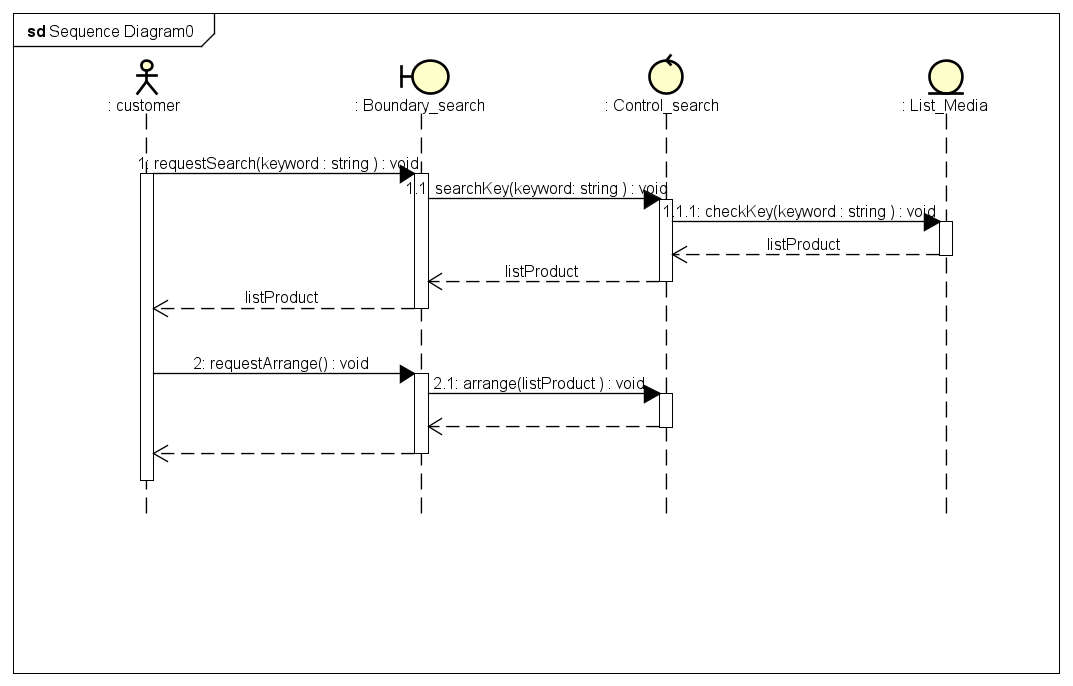 sd Sequence Diagram0
: customer
: Boundary_search
: Control_search
: List_Media
1: requestSearch(keyword : string ) : void
1.1: searchKey(keyword: string ) : void
1.1.1: checkKey(keyword : string ) : void
listProduct
listProduct
listProduct
2: requestArrange() : void
2.1: arrange(listProduct ) : void